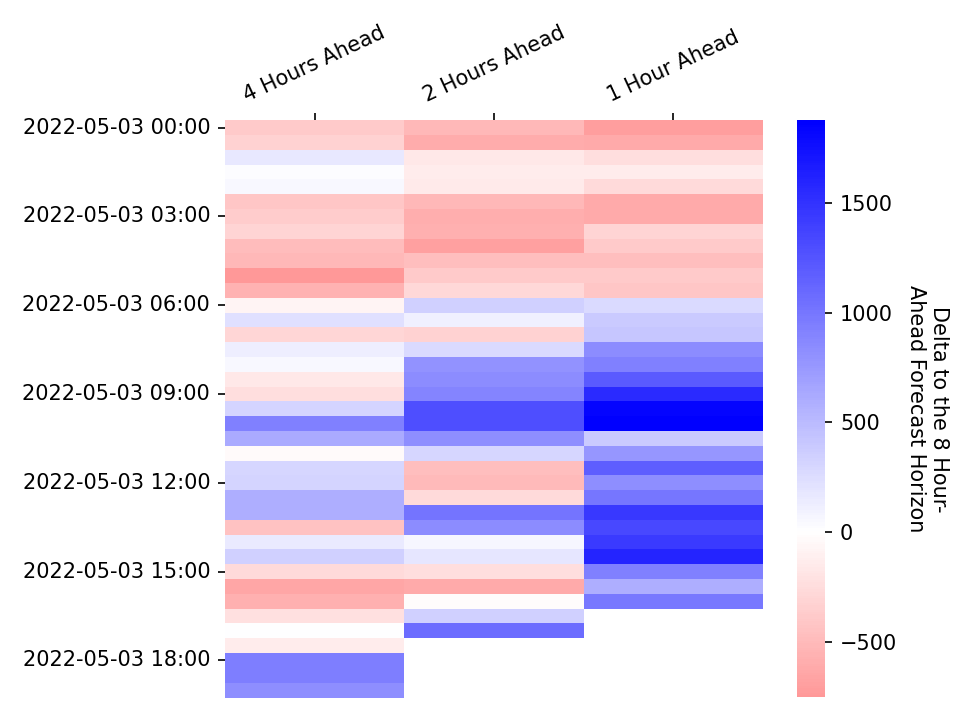 4 Hours Ahead
2 Hours Ahead
1 Hour Ahead
2022-05-03 00:00
2022-05-03 03:00
2022-05-03 06:00
2022-05-03 09:00
2022-05-03 12:00
2022-05-03 15:00
2022-05-03 18:00
1500
1000
500
0
−500
Delta to the 8 Hour-
Ahead Forecast Horizon